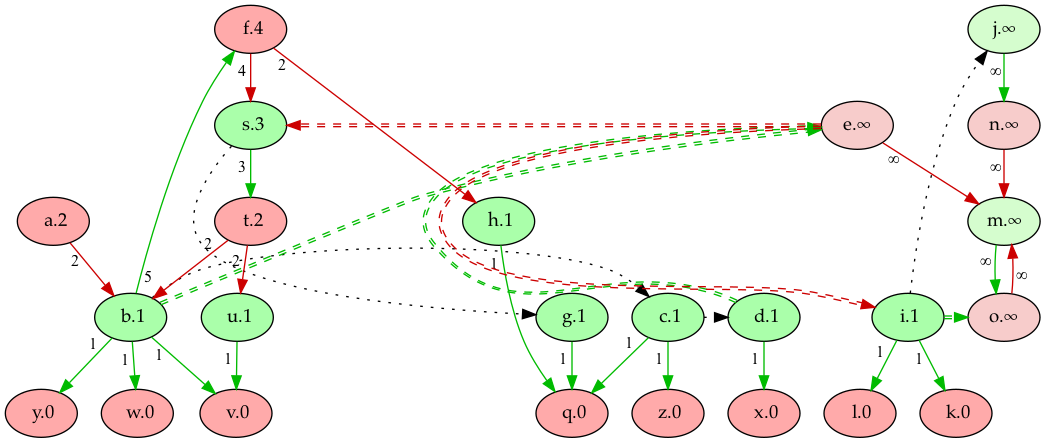 f.4
j.∞
4
2
∞
s.3
e.∞
n.∞
3
∞
∞
a.2
t.2
h.1
m.∞
2
2
2
1
∞
∞
5
b.1
u.1
g.1
c.1
d.1
i.1
o.∞
1
1
1
1
1
1
1
1
1
1
y.0
w.0
v.0
q.0
z.0
x.0
l.0
k.0